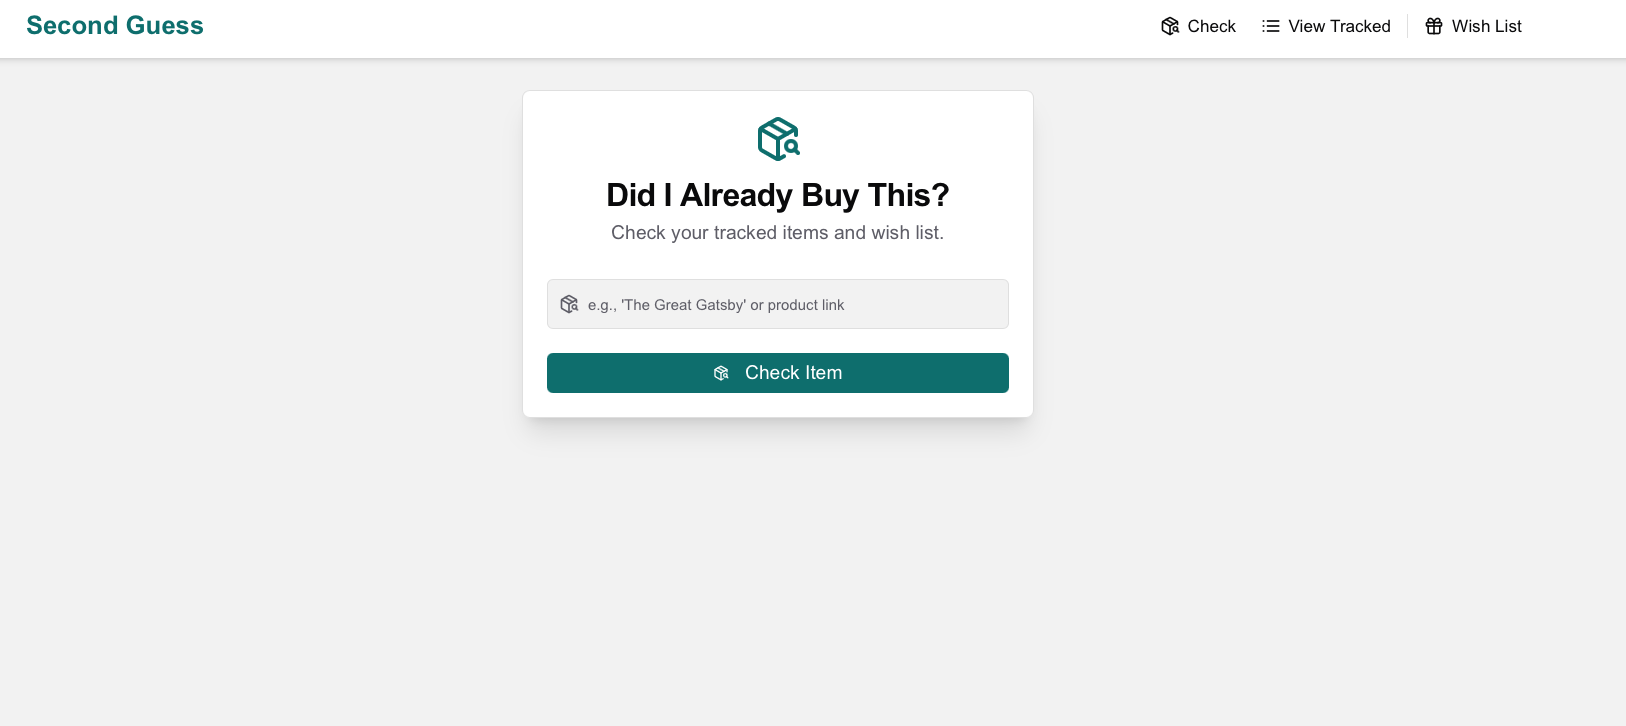 Second Guess
Check
View Tracked
Wish List
Did I Already Buy This?
Check your tracked items and wish list.
e.g., 'The Great Gatsby' or product link
Check Item